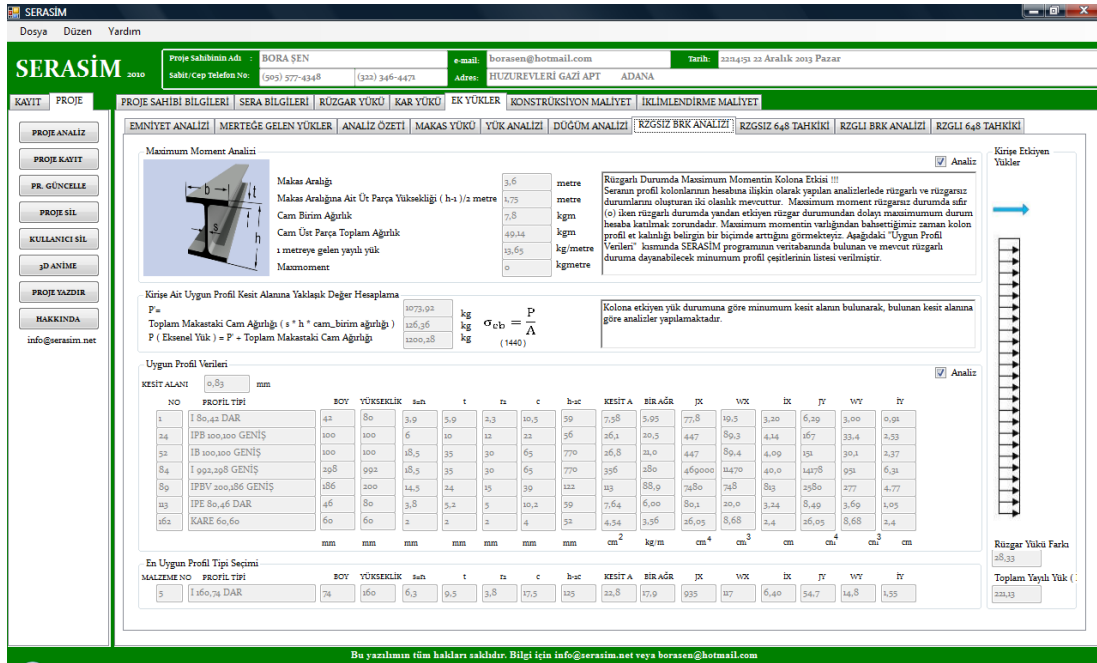 SERASİM
Dosya Düzen Yardım
SERASİM 2010
Proje Sahibinin Adı : BORA ŞEN e-mail: borasen@hotmail.com Tarih: 22:14:51 22 Aralık 2013 Pazar
Sabit/Cep Telefon No: (505) 577-4348 (322) 346-4471 Adres: HUZUREVLERİ GAZİ APT ADANA
KAYIT PROJE
PROJE SAHİBİ BİLGİLERİ SERA BİLGİLERİ RÜZGAR YÜKÜ KAR YÜKÜ EK YÜKLER KONSTRÜKSİYON MALİYET İKLİMLENDİRME MALİYET
EMNİYET ANALİZİ MERTEĞE GELEN YÜKLER ANALİZ ÖZETİ MAKAS YÜKÜ YÜK ANALİZİ DÜĞÜM ANALİZİ RZGSIZ BRK ANALİZİ RZGSIZ 648 TAHKİKİ RZGLI BRK ANALİZİ RZGLI 648 TAHKİKİ
PROJE ANALİZ
PROJE KAYIT
PR. GÜNCELLE
PROJE SİL
KULLANICI SİL
3D ANİME
PROJE YAZDIR
HAKKINDA
info@serasim.net
Maximum Moment Analizi
Analiz
b
t
s
h
Makas Aralığı 3,6 metre
Makas Aralığına Ait Üt Parça Yüksekliği ( h-1 )/2 metre 1,75 metre
Cam Birim Ağırlık 7,8 kgm
Cam Üst Parça Toplam Ağırlık 49,14 kgm
1 metreye gelen yayılı yük 13,65 kg/metre
Maxmoment 0 kgmetre
Rüzgarlı Durumda Maxsimum Momentin Kolona Etkisi !!!
Seranın profil kolonlarının hesabına ilişkin olarak yapılan analizlerlede rüzgarlı ve rüzgarsız
durumlarını oluşturan iki olasılık mevcuttur. Maxsimum moment rüzgarsız durumda sıfır
(0) iken rüzgarlı durumda yandan etkiyen rüzgar durumundan dolayı maxsimumum durum
hesaba katılmak zorundadır. Maxsimum momentin varlığından bahsettiğimiz zaman kolon
profil et kalınlığı belirgin bir biçimde arttığını görmekteyiz. Aşağıdaki "Uygun Profil
Verileri" kısmında SERASİM programının veritabanında bulunan ve mevcut rüzgarlı
duruma dayanabilecek minumum profil çeşitlerinin listesi verilmiştir.
Kirişe Ait Uygun Profil Kesit Alanına Yaklaşık Değer Hesaplama
P'= 1073,92 kg
Toplam Makastaki Cam Ağırlığı ( s * h * cam_birim ağırlığı ) 126,36 kg
P ( Eksenel Yük ) = P' + Toplam Makastaki Cam Ağırlığı 1200,28 kg
σeb = P/A
( 1440 )
Kolona etkiyen yük durumuna göre minumum kesit alanın bulunarak, bulunan kesit alanına
göre analizler yapılamaktadır.
Uygun Profil Verileri
Analiz
KESİT ALANI 0,83 mm
NO PROFİL TİPİ BOY YÜKSEKLİK s=r1 t r2 c h-2c KESİT A BİR AĞR JX WX İX JY WY İY
1 I 80,42 DAR 42 80 3,9 5,9 2,3 10,5 59 7,58 5,95 77,8 19,5 3,20 6,29 3,00 0,91
24 IPB 100,100 GENİŞ 100 100 6 10 12 22 56 26,1 20,5 447 89,3 4,14 167 33,4 2,53
52 IB 100,100 GENİŞ 100 100 18,5 35 30 65 770 26,8 21,0 447 89,4 4,09 151 30,1 2,37
84 I 992,298 GENİŞ 298 992 18,5 35 30 65 770 356 280 469000 11470 40,0 14178 951 6,31
89 IPBV 200,186 GENİŞ 186 200 14,5 24 15 39 122 113 88,9 7480 748 813 2580 277 4,77
113 IPE 80,46 DAR 46 80 3,8 5,2 5 10,2 59 7,64 6,00 80,1 20,0 3,24 8,49 3,69 1,05
162 KARE 60,60 60 60 2 2 2 4 52 4,54 3,56 26,05 8,68 2,4 26,05 8,68 2,4
mm mm mm mm mm mm mm cm2 kg/m cm4 cm3 cm cm4 cm3 cm
En Uygun Profil Tipi Seçimi
MALZEME NO PROFİL TİPİ BOY YÜKSEKLİK s=r1 t r2 c h-2c KESİT A BİR AĞR JX WX İX JY WY İY
5 I 160,74 DAR 74 160 6,3 9,5 3,8 17,5 125 22,8 17,9 935 117 6,40 54,7 14,8 1,55
Kirişe Etkiyen
Yükler
Rüzgar Yükü Farkı
28,33
Toplam Yayılı Yük (
221,13
Bu yazılımın tüm hakları saklıdır. Bilgi için info@serasim.net veya borasen@hotmail.com